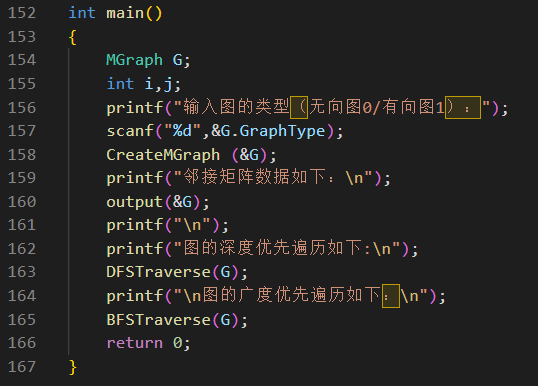 152 int main()
153 {
154 MGraph G;
155 int i,j;
156 printf("输入图的类型（无向图0/有向图1）：");
157 scanf("%d",&G.GraphType);
158 CreateMGraph (&G);
159 printf("邻接矩阵数据如下：\n");
160 output(&G);
161 printf("\n");
162 printf("图的深度优先遍历如下:\n");
163 DFSTraverse(G);
164 printf("\n图的广度优先遍历如下：\n");
165 BFSTraverse(G);
166 return 0;
167 }